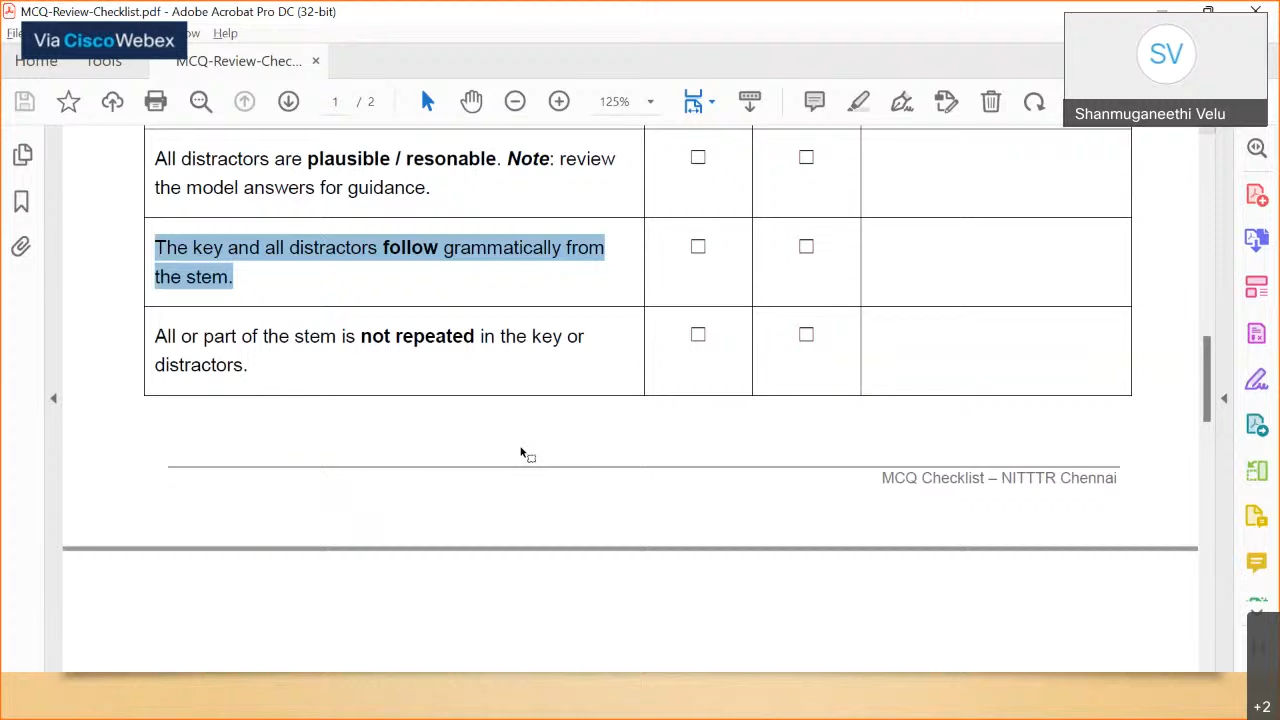 MCQ-Review-Checklist.pdf - Adobe Acrobat Pro DC (32-bit)
Help
Via CiscoWebex
Home Tools MCQ-Review-Chec... ×
1 / 2 125%
SV
Shanmuganeethi Velu
All distractors are plausible / resonable. Note: review
the model answers for guidance.
The key and all distractors follow grammatically from
the stem.
All or part of the stem is not repeated in the key or
distractors.
MCQ Checklist – NITTTR Chennai
+2